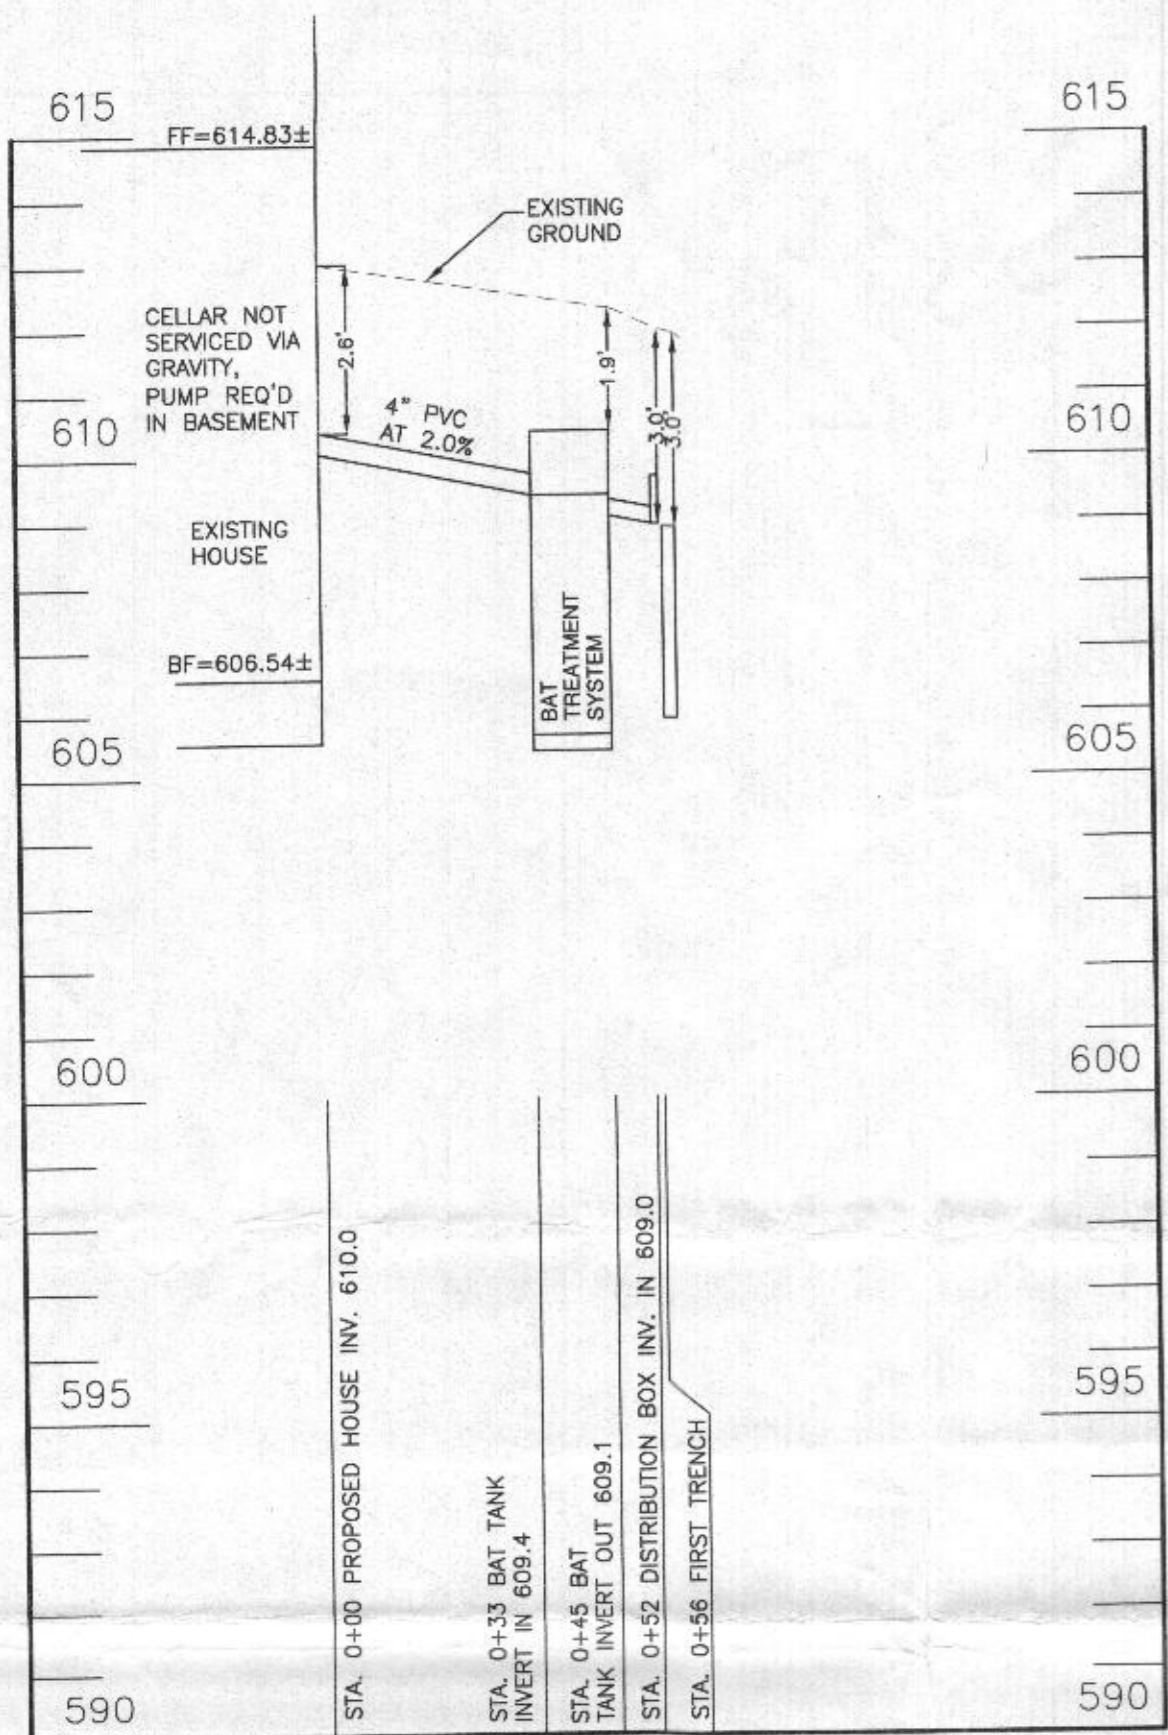 615
615
FF=614.83±
EXISTING
GROUND
CELLAR NOT
SERVICED VIA
GRAVITY,
PUMP REQ'D
IN BASEMENT
2.6'
1.9'
3.0'
3.0'
4" PVC
AT 2.0%
610
610
EXISTING
HOUSE
BF=606.54±
BAT
TREATMENT
SYSTEM
605
605
600
600
595
595
STA. 0+00 PROPOSED HOUSE INV. 610.0
STA. 0+33 BAT TANK
INVERT IN 609.4
STA. 0+45 BAT
TANK INVERT OUT 609.1
STA. 0+52 DISTRIBUTION BOX INV. IN 609.0
STA. 0+56 FIRST TRENCH
590
590